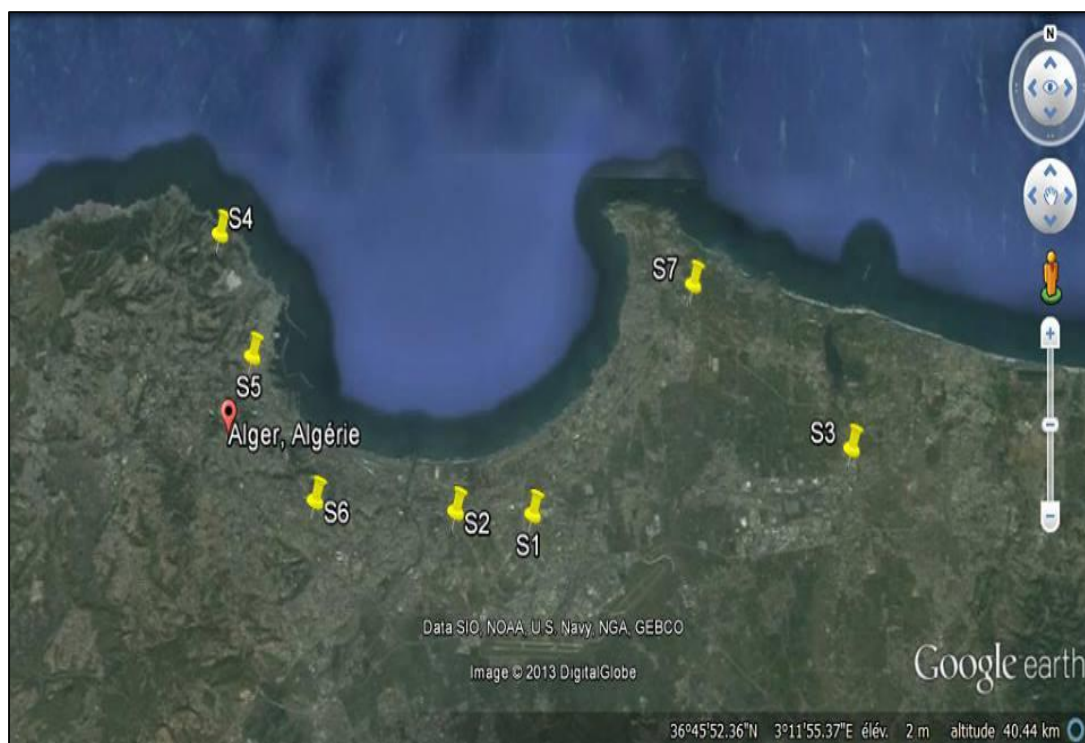 N
S4
S7
S5
Alger, Algérie
S3
S6
S2
S1
Data SIO, NOAA, U.S. Navy, NGA, GEBCO
Image © 2013 DigitalGlobe
Google earth
36°45'52.36"N 3°11'55.37"E élév. 2 m altitude 40.44 km